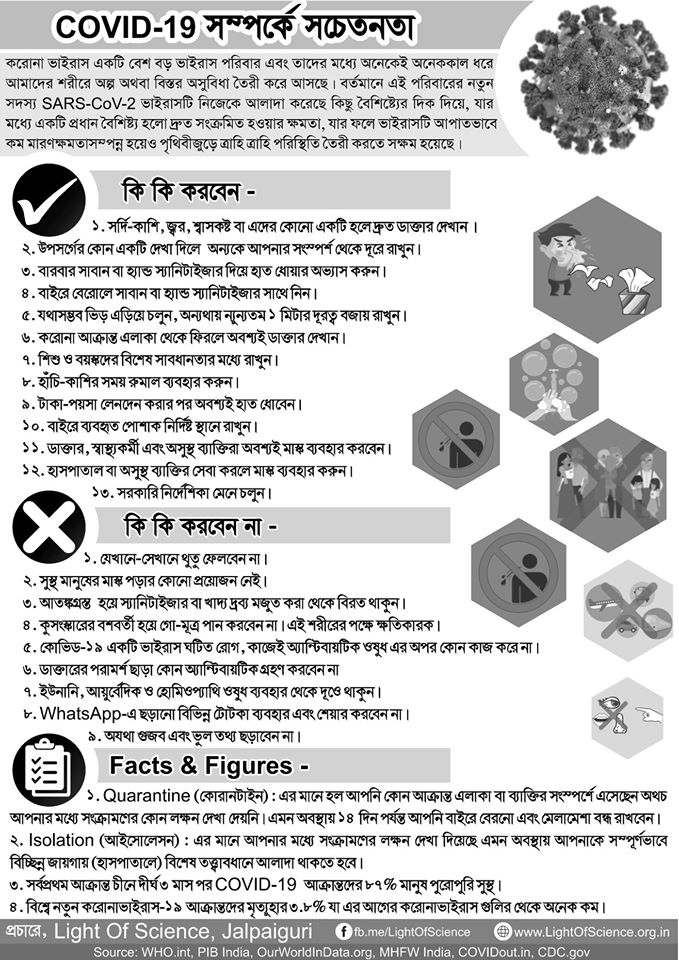 COVID-19 সম্পর্কে সচেতনতা
করোনা ভাইরাস একটি বেশ বড় ভাইরাস পরিবার এবং তাদের মধ্যে অনেকেই অনেককাল ধরে
আমাদের শরীরে অল্প অথবা বিস্তর অসুবিধা তৈরী করে আসছে। বর্তমানে এই পরিবারের নতুন
সদস্য SARS-CoV-2 ভাইরাসটি নিজেকে আলাদা করেছে কিছু বৈশিষ্ট্যের দিক দিয়ে, যার
মধ্যে একটি প্রধান বৈশিষ্ট্য হলো দ্রুত সংক্রমিত হওয়ার ক্ষমতা, যার ফলে ভাইরাসটি আপাতভাবে
কম মারণক্ষমতাসম্পন্ন হয়েও পৃথিবীজুড়ে ত্রাহি ত্রাহি পরিস্থিতি তৈরী করতে সক্ষম হয়েছে।
কি কি করবেন -
১. সর্দি-কাশি, জ্বর, শ্বাসকষ্ট বা এদের কোনো একটি হলে দ্রুত ডাক্তার দেখান।
২. উপসর্গের কোন একটি দেখা দিলে অন্যকে আপনার সংস্পর্শ থেকে দূরে রাখুন।
৩. বারবার সাবান বা হ্যান্ড স্যানিটাইজার দিয়ে হাত ধোয়ার অভ্যাস করুন।
৪. বাইরে বেরোলে সাবান বা হ্যান্ড স্যানিটাইজার সাথে নিন।
৫. যথাসম্ভব ভিড় এড়িয়ে চলুন, অন্যথায় ন্যূন্যতম ১ মিটার দূরত্ব বজায় রাখুন।
৬. করোনা আক্রান্ত এলাকা থেকে ফিরলে অবশ্যই ডাক্তার দেখান।
৭. শিশু ও বয়স্কদের বিশেষ সাবধানতার মধ্যে রাখুন।
৮. হাঁচি-কাশির সময় রুমাল ব্যবহার করুন।
৯. টাকা-পয়সা লেনদেন করার পর অবশ্যই হাত ধোবেন।
১০. বাইরে ব্যবহৃত পোশাক নির্দিষ্ট স্থানে রাখুন।
১১. ডাক্তার, স্বাস্থ্যকর্মী এবং অসুস্থ ব্যাক্তিরা অবশ্যই মাস্ক ব্যবহার করবেন।
১২. হাসপাতাল বা অসুস্থ ব্যাক্তির সেবা করলে মাস্ক ব্যবহার করুন।
১৩. সরকারি নির্দেশিকা মেনে চলুন।
কি কি করবেন না -
১. যেখানে-সেখানে থুতু ফেলবেন না।
২. সুস্থ মানুষের মাস্ক পড়ার কোনো প্রয়োজন নেই।
৩. আতঙ্কগ্রস্ত হয়ে স্যানিটাইজার বা খাদ্য দ্রব্য মজুত করা থেকে বিরত থাকুন।
৪. কুসংস্কারের বশবর্তী হয়ে গো-মূত্র পান করবেন না। এই শরীরের পক্ষে ক্ষতিকারক।
৫. কোভিড-১৯ একটি ভাইরাস ঘটিত রোগ, কাজেই অ্যান্টিবায়টিক ওষুধ এর অপর কোন কাজ করে না।
৬. ডাক্তারের পরামর্শ ছাড়া কোন অ্যান্টিবায়টিক গ্রহণ করবেন না
৭. ইউনানি, আয়ুর্বেদিক ও হোমিওপ্যাথি ওষুধ ব্যবহার থেকে দূওে থাকুন।
৮. WhatsApp-এ ছড়ানো বিভিন্ন টোটকা ব্যবহার এবং শেয়ার করবেন না।
৯. অযথা গুজব এবং ভুল তথ্য ছড়াবেন না।
Facts & Figures -
১. Quarantine (কোরানটাইন) : এর মানে হল আপনি কোন আক্রান্ত এলাকা বা ব্যাক্তির সংস্পর্শে এসেছেন অথচ
আপনার মধ্যে সংক্রামণের কোন লক্ষন দেখা দেয়নি। এমন অবস্থায় ১৪ দিন পর্যন্ত আপনি বাইরে বেরনো এবং মেলামেশা বন্ধ রাখবেন।
২. Isolation (আইসোলেসন) : এর মানে আপনার মধ্যে সংক্রামণের লক্ষন দেখা দিয়েছে এমন অবস্থায় আপনাকে সম্পূর্ণভাবে
বিচ্ছিন্ন জায়গায় (হাসপাতালে) বিশেষ তত্ত্বাবধানে আলাদা থাকতে হবে।
৩. সর্বপ্রথম আক্রান্ত চীনে দীর্ঘ ৩ মাস পর COVID-19 আক্রান্তদের ৮৭% মানুষ পুরোপুরি সুস্থ।
৪. বিশ্বে নতুন করোনাভাইরাস-১৯ আক্রান্তদের মৃত্যুহার ৩.৮% যা এর আগের করোনাভাইরাস গুলির থেকে অনেক কম।
প্রচারে, Light Of Science, Jalpaiguri fb.me/LightOfScience www.LightOfScience.org.in
Source: WHO.int, PIB India, OurWorldInData.org, MHFW India, COVIDout.in, CDC.gov